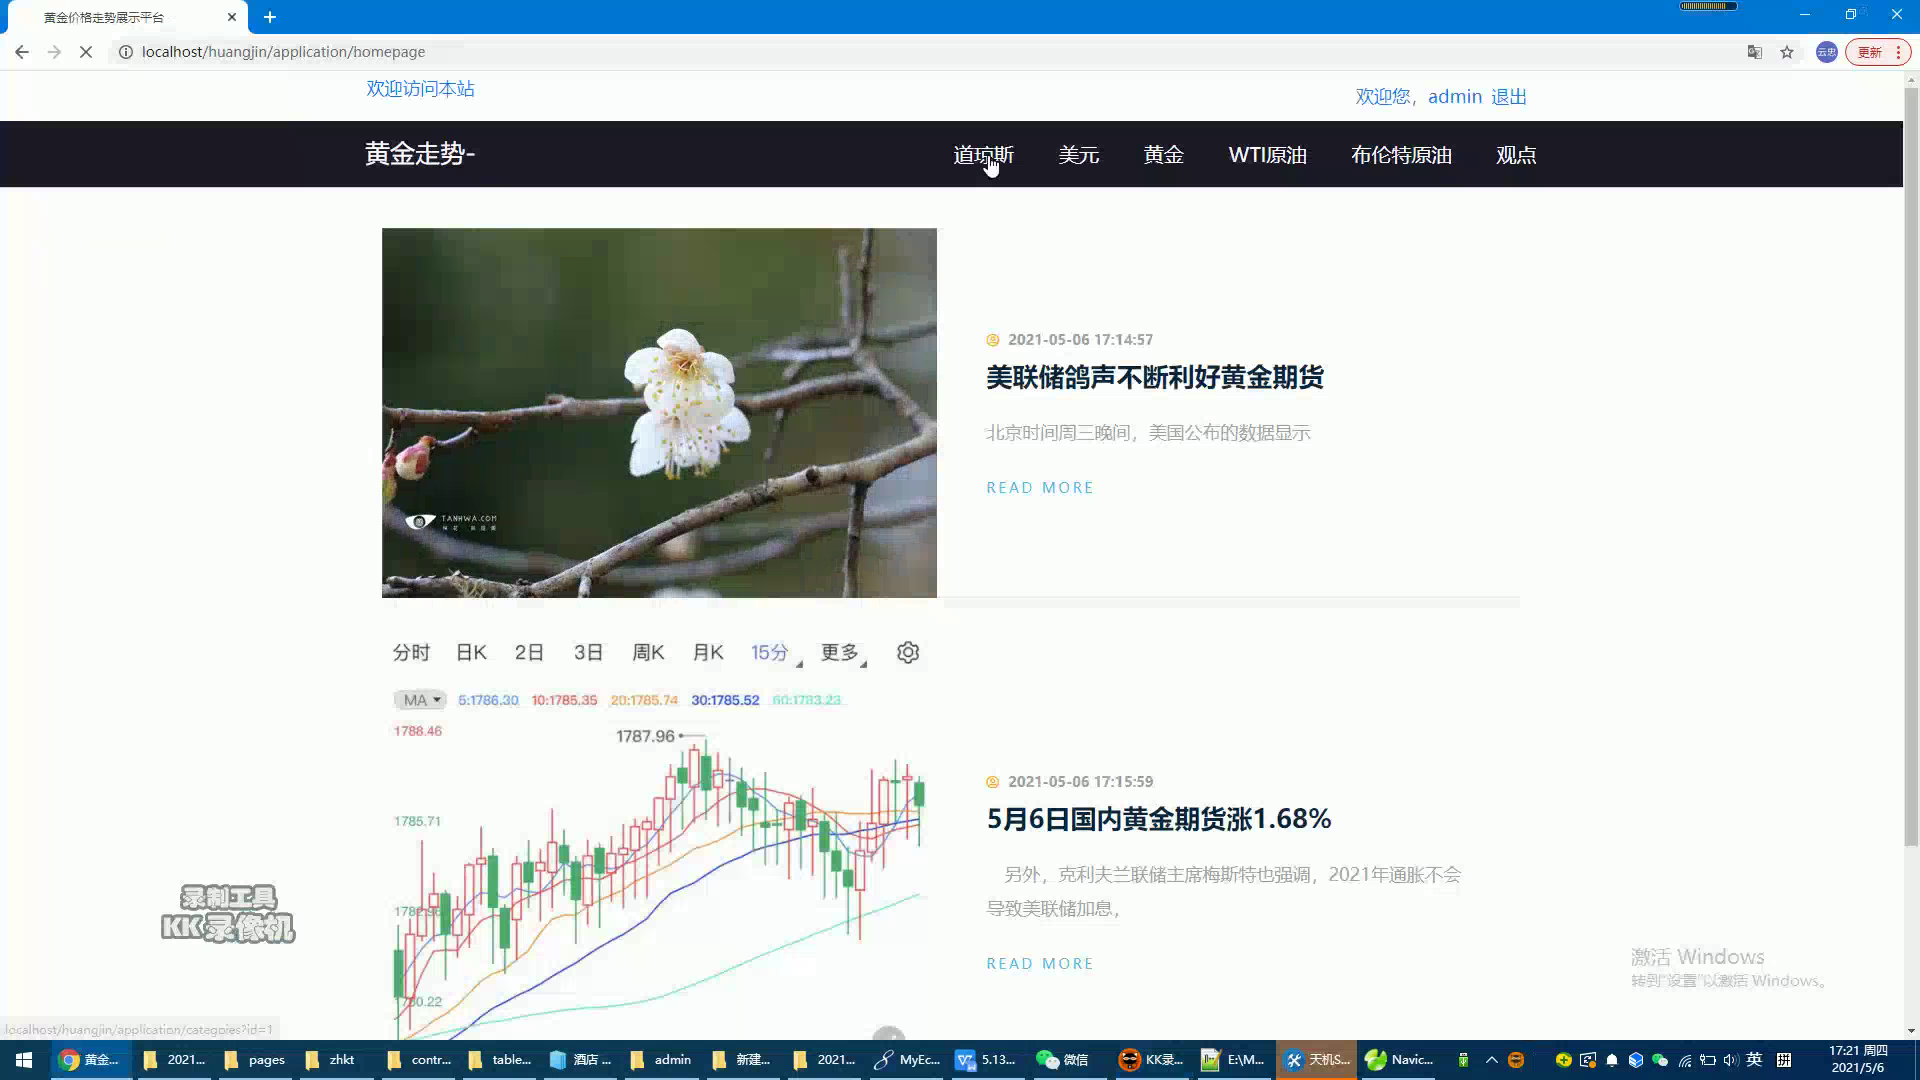 黄金价格走势展示平台
localhost/huangjin/application/homepage
云忠
更新
欢迎访问本站
欢迎您，admin 退出
黄金走势-
道琼斯 美元 黄金 WTI原油 布伦特原油 观点
TANHWA.COM
2021-05-06 17:14:57
美联储鸽声不断利好黄金期货
北京时间周三晚间，美国公布的数据显示
READ MORE
分时 日K 2日 3日 周K 月K 15分 更多
MA 5:1786.30 10:1785.35 20:1785.74 30:1785.52 60:1783.23
1788.46
1787.96
1785.71
1782.96
1780.22
2021-05-06 17:15:59
5月6日国内黄金期货涨1.68%
另外，克利夫兰联储主席梅斯特也强调，2021年通胀不会
导致美联储加息，
READ MORE
录制工具
KK录像机
激活 Windows
转到"设置"以激活 Windows。
localhost/huangjin/application/categpies?id=1
黄金... 2021... pages zhkt contr... table... 酒店 ... admin 新建... 2021... MyEc... 5.13... 微信 KK录... E:\M... 天机S... Navic... 英 拼
17:21 周四
2021/5/6